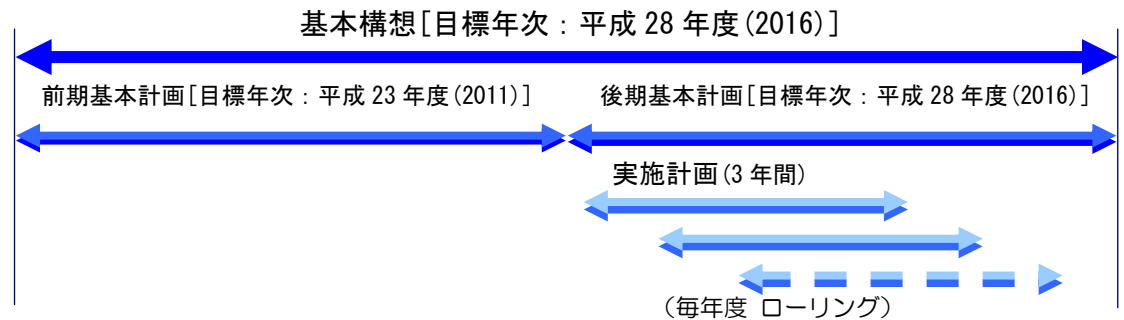 基本構想[目標年次：平成 28 年度(2016)]
前期基本計画[目標年次：平成 23 年度(2011)]
後期基本計画[目標年次：平成 28 年度(2016)]
実施計画(3 年間)
（毎年度 ローリング）